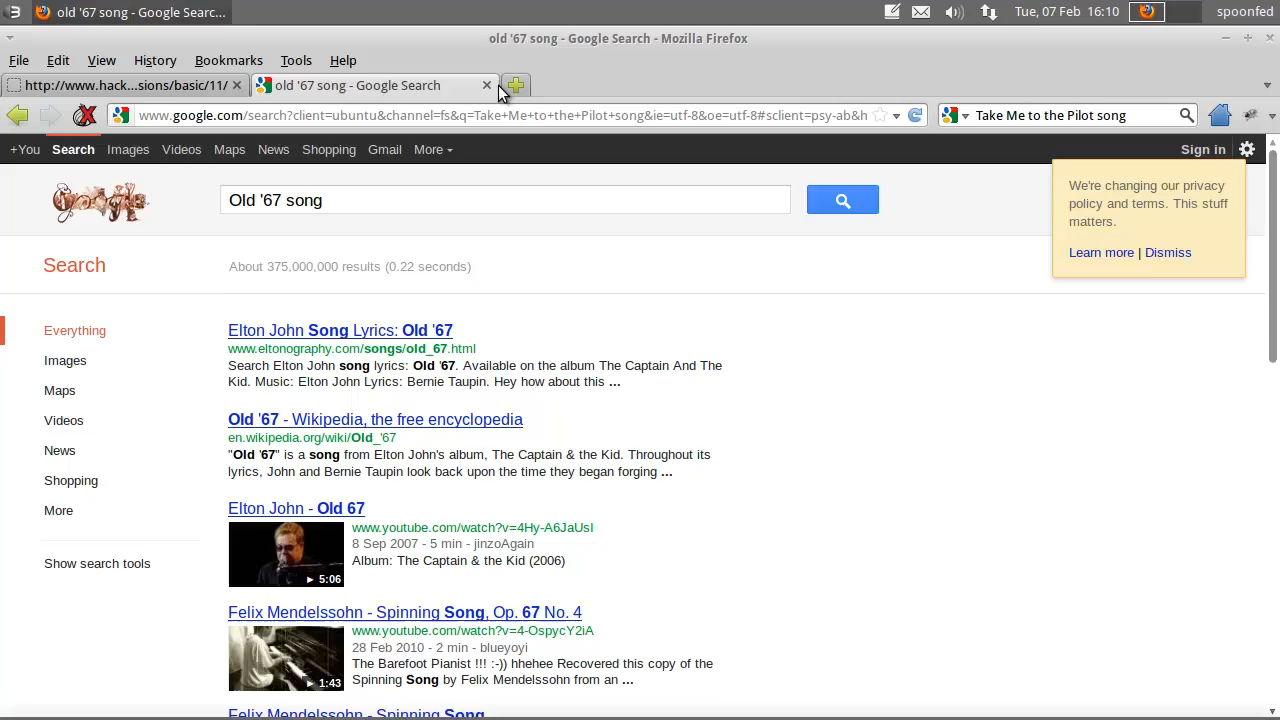 old '67 song - Google Searc...
Tue, 07 Feb 16:10
spoonfed
old '67 song - Google Search - Mozilla Firefox
File Edit View History Bookmarks Tools Help
http://www.hack...sions/basic/11/
old '67 song - Google Search
www.google.com/search?client=ubuntu&channel=fs&q=Take+Me+to+the+Pilot+song&ie=utf-8&oe=utf-8#sclient=psy-ab&h
Take Me to the Pilot song
+You Search Images Videos Maps News Shopping Gmail More
Sign in
Google
Old '67 song
We're changing our privacy
policy and terms. This stuff
matters.
Learn more | Dismiss
Search
About 375,000,000 results (0.22 seconds)
Everything
Images
Maps
Videos
News
Shopping
More
Show search tools
Elton John Song Lyrics: Old '67
www.eltonography.com/songs/old_67.html
Search Elton John song lyrics: Old '67. Available on the album The Captain And The
Kid. Music: Elton John Lyrics: Bernie Taupin. Hey how about this ...
Old '67 - Wikipedia, the free encyclopedia
en.wikipedia.org/wiki/Old_'67
"Old '67" is a song from Elton John's album, The Captain & the Kid. Throughout its
lyrics, John and Bernie Taupin look back upon the time they began forging ...
Elton John - Old 67
www.youtube.com/watch?v=4Hy-A6JaUsI
8 Sep 2007 - 5 min - jinzoAgain
Album: The Captain & the Kid (2006)
5:06
Felix Mendelssohn - Spinning Song, Op. 67 No. 4
www.youtube.com/watch?v=4-OspycY2iA
28 Feb 2010 - 2 min - blueyoyi
The Barefoot Pianist !!! :-)) hhehee Recovered this copy of the
Spinning Song by Felix Mendelssohn from an ...
1:43
Felix Mendelssohn - Spinning Song